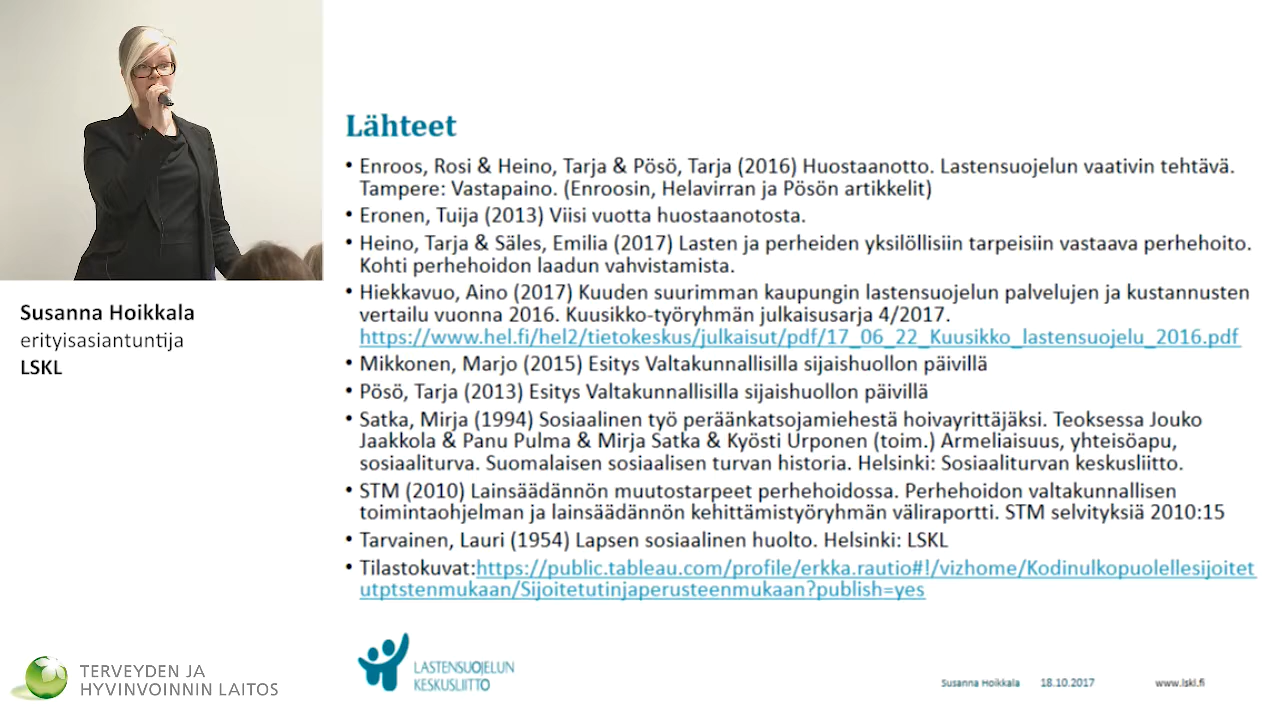 Susanna Hoikkala
erityisasiantuntija
LSKL
Lähteet
• Enroos, Rosi & Heino, Tarja & Pösö, Tarja (2016) Huostaanotto. Lastensuojelun vaativin tehtävä.
Tampere: Vastapaino. (Enroosin, Helavirran ja Pösön artikkelit)
• Eronen, Tuija (2013) Viisi vuotta huostaanotosta.
• Heino, Tarja & Säles, Emilia (2017) Lasten ja perheiden yksilöllisiin tarpeisiin vastaava perhehoito.
Kohti perhehoidon laadun vahvistamista.
• Hiekkavuo, Aino (2017) Kuuden suurimman kaupungin lastensuojelun palvelujen ja kustannusten
vertailu vuonna 2016. Kuusikko-työryhmän julkaisusarja 4/2017.
https://www.hel.fi/hel2/tietokeskus/julkaisut/pdf/17_06_22_Kuusikko_lastensuojelu_2016.pdf
• Mikkonen, Marjo (2015) Esitys Valtakunnallisilla sijaishuollon päivillä
• Pösö, Tarja (2013) Esitys Valtakunnallisilla sijaishuollon päivillä
• Satka, Mirja (1994) Sosiaalinen työ peräänkatsojamiehestä hoivayrittäjäksi. Teoksessa Jouko
Jaakkola & Panu Pulma & Mirja Satka & Kyösti Urponen (toim.) Armeliaisuus, yhteisöapu,
sosiaaliturva. Suomalaisen sosiaalisen turvan historia. Helsinki: Sosiaaliturvan keskusliitto.
• STM (2010) Lainsäädännön muutostarpeet perhehoidossa. Perhehoidon valtakunnallisen
toimintaohjelman ja lainsäädännön kehittämistyöryhmän väliraportti. STM selvityksiä 2010:15
• Tarvainen, Lauri (1954) Lapsen sosiaalinen huolto. Helsinki: LSKL
• Tilastokuvat:https://public.tableau.com/profile/erkka.rautio#!/vizhome/Kodinulkopuolellesijoitet
utptstenmukaan/Sijoitetutinjaperusteenmukaan?publish=yes
TERVEYDEN JA
HYVINVOINNIN LAITOS
LASTENSUOJELUN
KESKUSLIITTO
Susanna Hoikkala 18.10.2017 www.lskl.fi